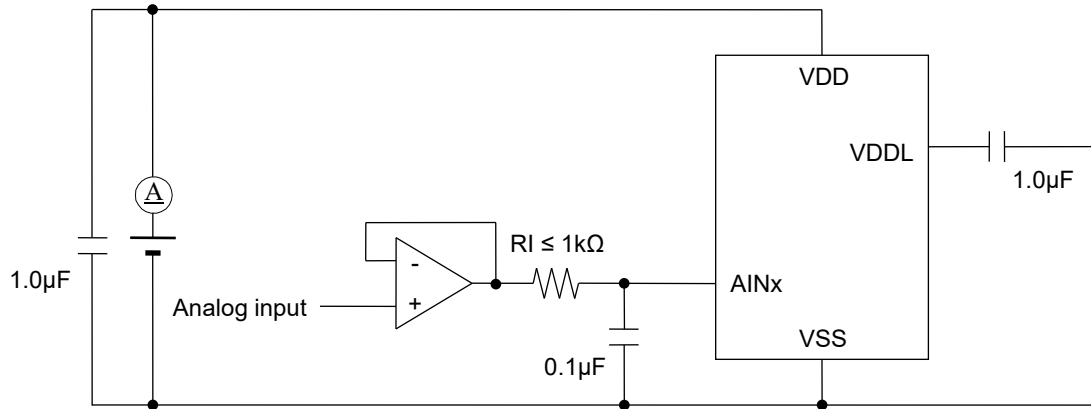 VDD
VDDL
1.0µF
A
RI ≤ 1kΩ
1.0µF
-
+
AINx
Analog input
VSS
0.1µF